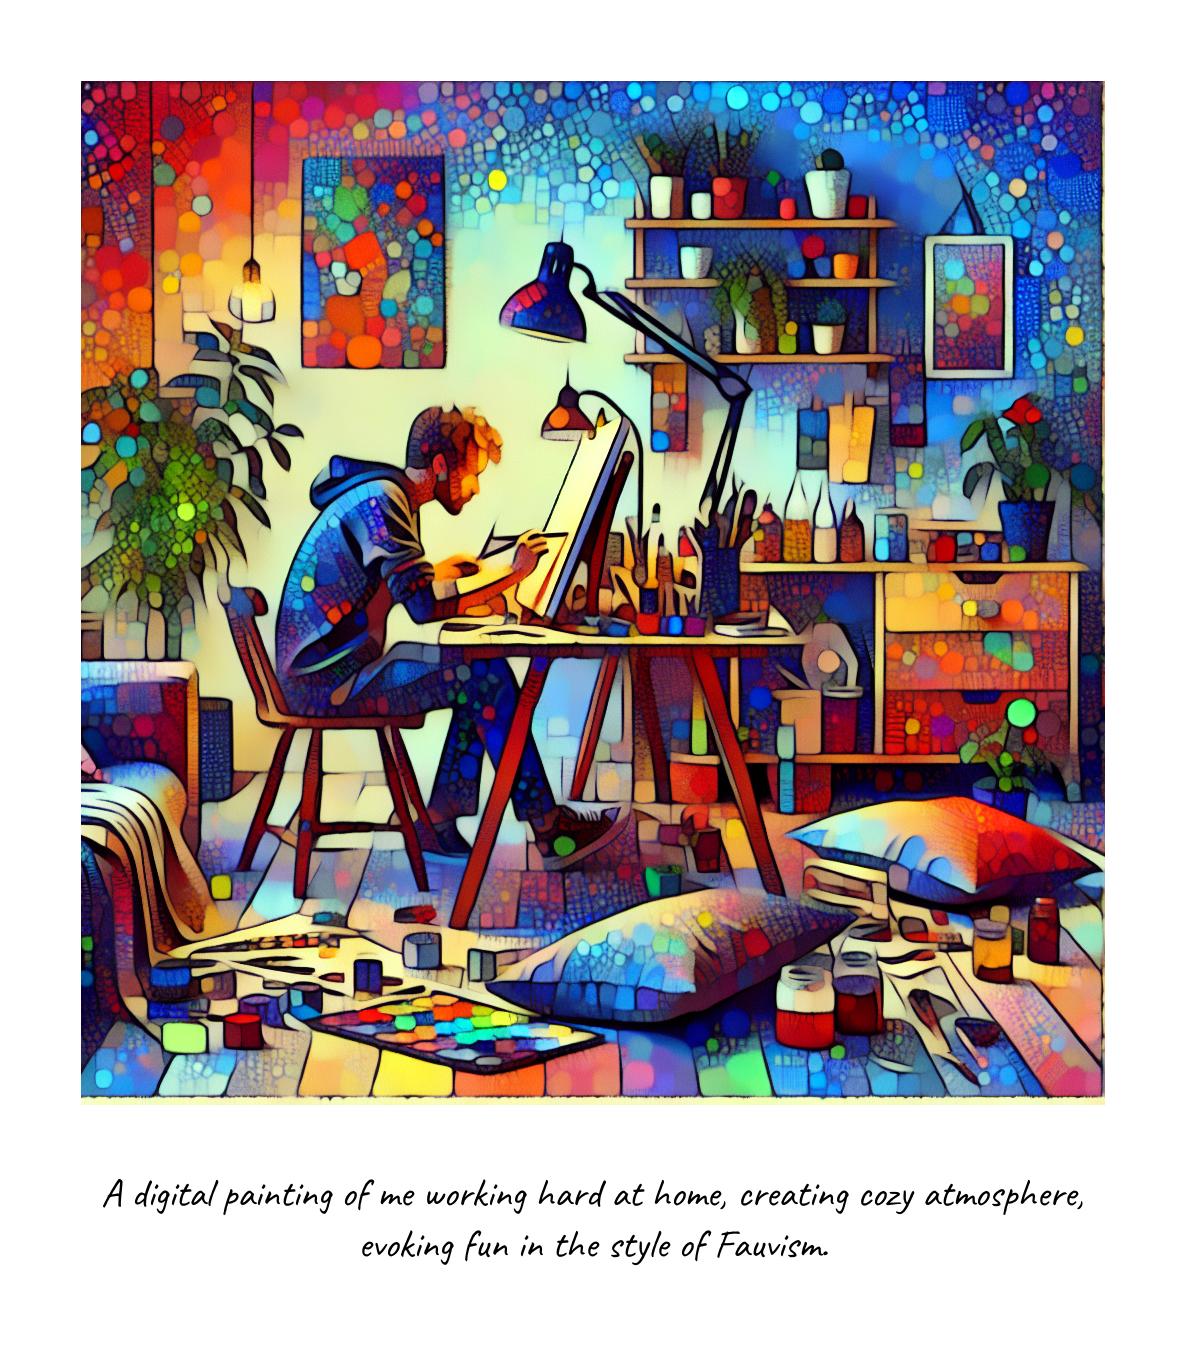 A digital painting of me working hard at home, creating cozy atmosphere,
evoking fun in the style of Fauvism.